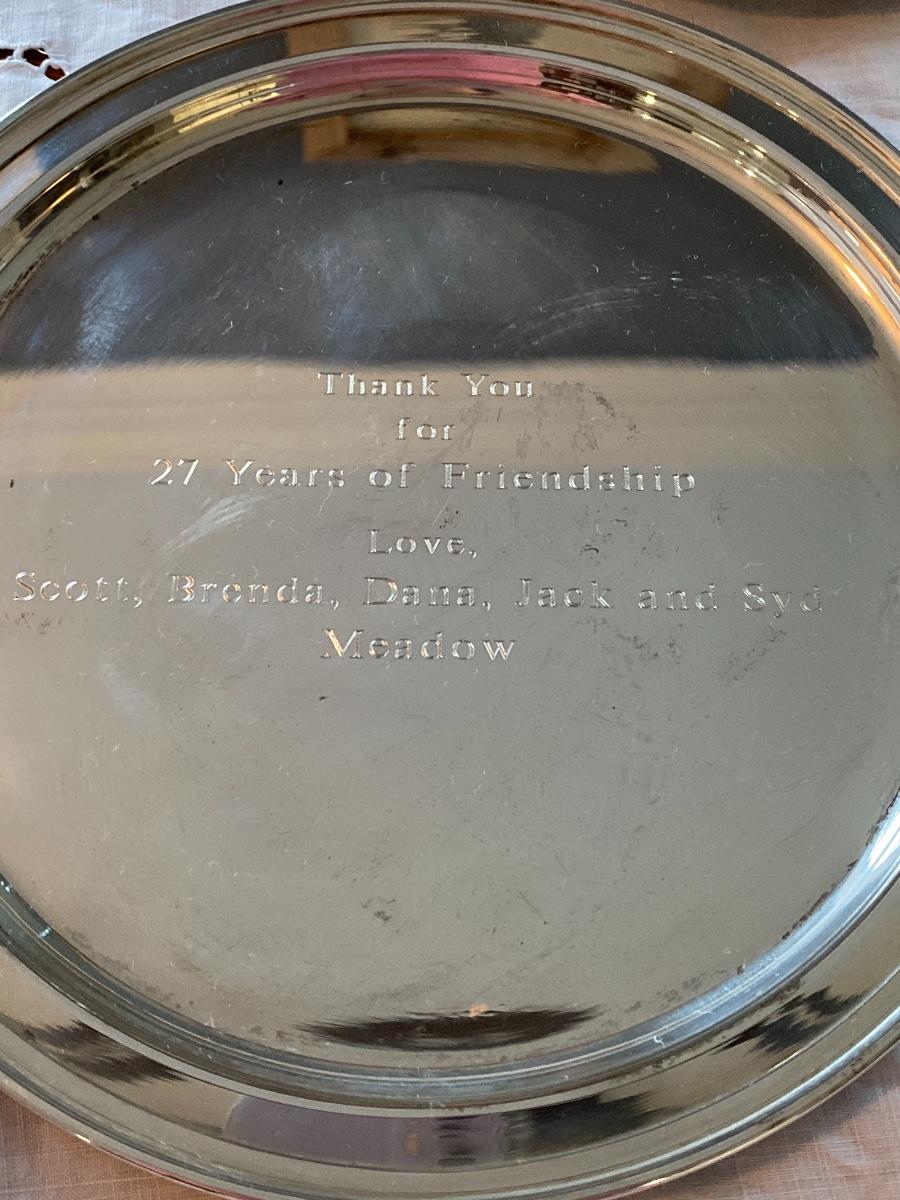 Thank You
for
27 Years of Friendship
Love,
Scott, Brenda, Dana, Jack and Syd
Meadow